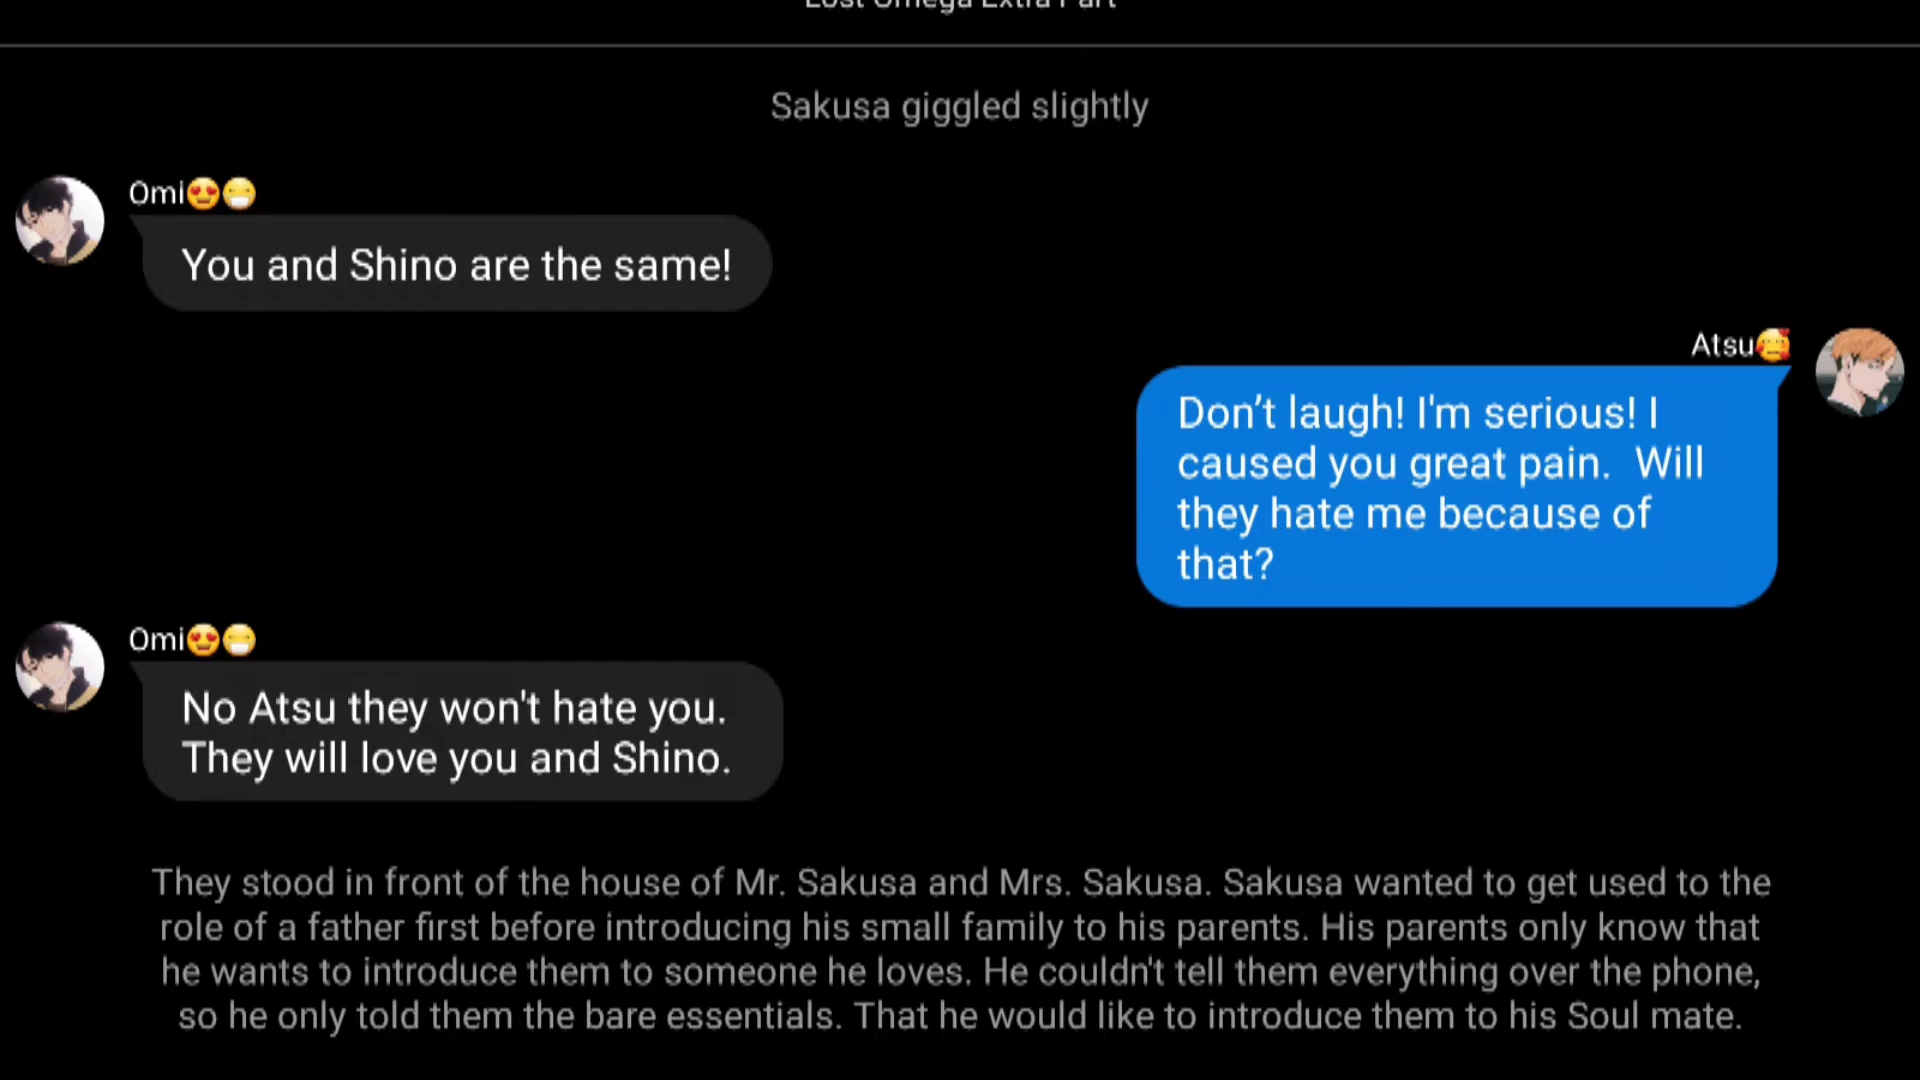 Lost Omega Extra Part
Sakusa giggled slightly
Omi😍😷
You and Shino are the same!
Atsu🥰
Don’t laugh! I'm serious! I
caused you great pain.  Will
they hate me because of
that?
Omi😍😷
No Atsu they won't hate you.
They will love you and Shino.
They stood in front of the house of Mr. Sakusa and Mrs. Sakusa. Sakusa wanted to get used to the
role of a father first before introducing his small family to his parents. His parents only know that
he wants to introduce them to someone he loves. He couldn't tell them everything over the phone,
so he only told them the bare essentials. That he would like to introduce them to his Soul mate.